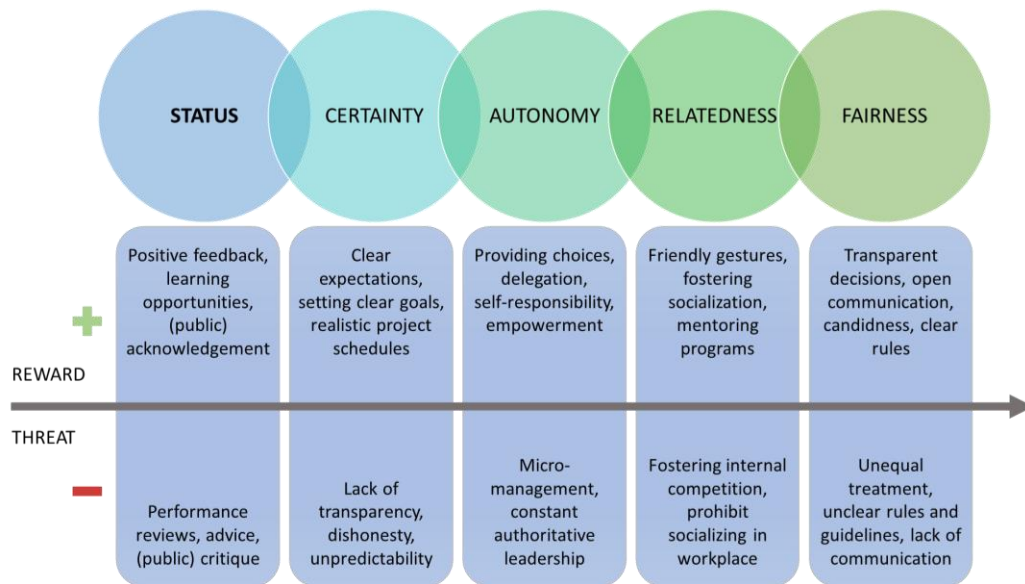 STATUS
CERTAINTY
AUTONOMY
RELATEDNESS
FAIRNESS
Positive feedback,
learning
opportunities,
(public)
acknowledgement
Clear
expectations,
setting clear goals,
realistic project
schedules
Providing choices,
delegation,
self-responsibility,
empowerment
Friendly gestures,
fostering
socialization,
mentoring
programs
Transparent
decisions, open
communication,
candidness, clear
rules
REWARD
THREAT
Performance
reviews, advice,
(public) critique
Lack of
transparency,
dishonesty,
unpredictability
Micro-
management,
constant
authoritative
leadership
Fostering internal
competition,
prohibit
socializing in
workplace
Unequal
treatment,
unclear rules and
guidelines, lack of
communication